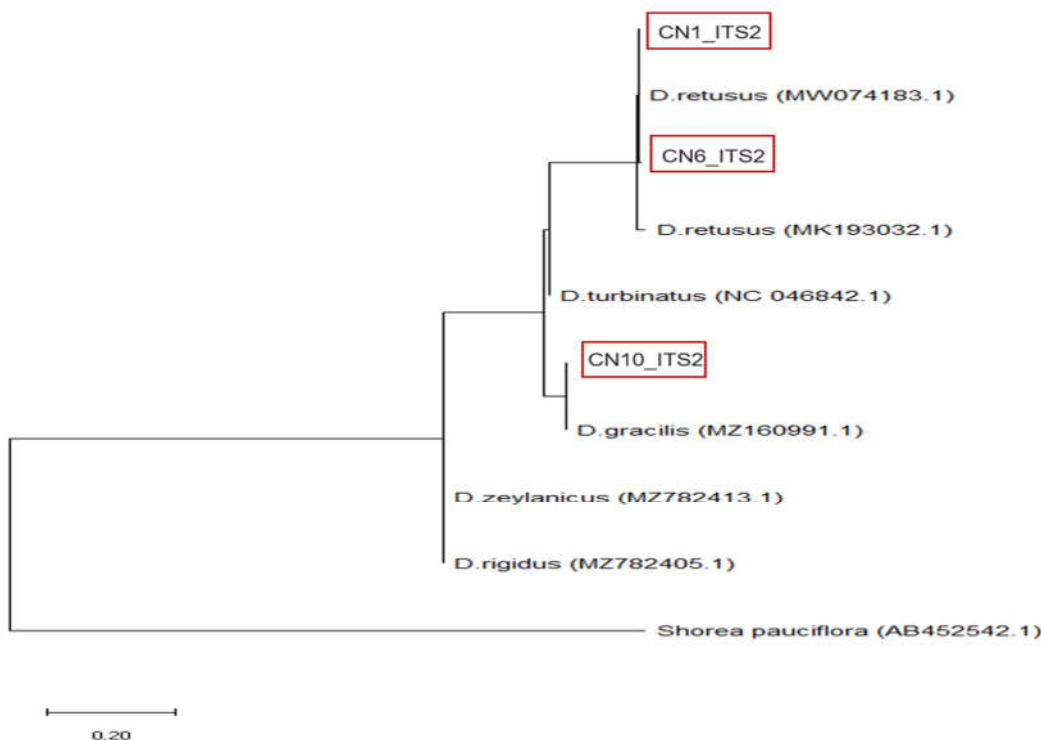 CN1_ITS2
D.retusus (MW074183.1)
CN6_ITS2
D.retusus (MK193032.1)
D.turbinatus (NC 046842.1)
CN10_ITS2
D.gracilis (MZ160991.1)
D.zeylanicus (MZ782413.1)
D.rigidus (MZ782405.1)
Shorea pauciflora (AB452542.1)
0.20